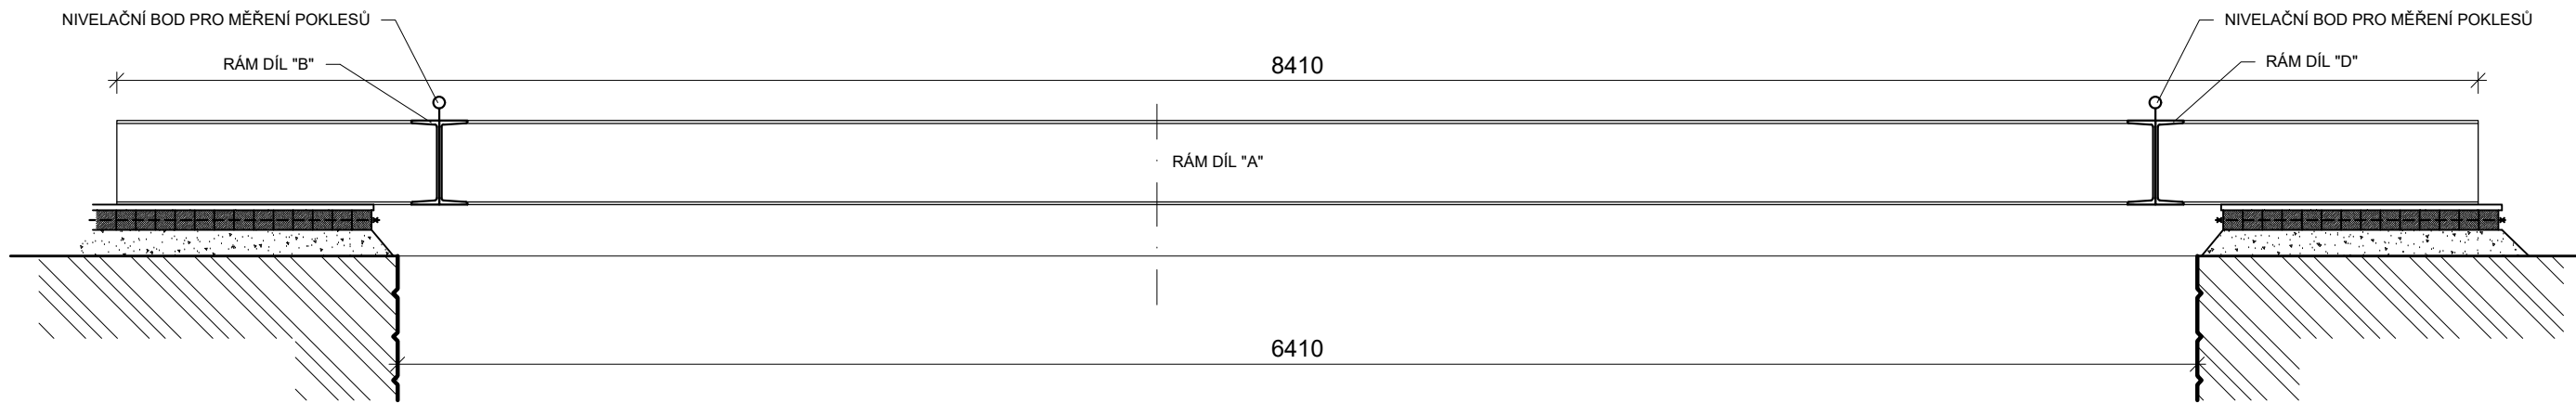 NIVELAČNÍ BOD PRO MĚŘENÍ POKLESŮ
NIVELAČNÍ BOD PRO MĚŘENÍ POKLESŮ
RÁM DÍL "B"
8410
RÁM DÍL "D"
RÁM DÍL "A"
6410